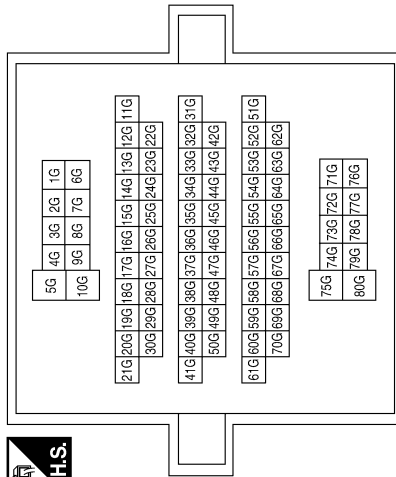 H.S.
5G 4G 3G 2G 1G
10G 9G 8G 7G 6G
21G 20G 19G 18G 17G 16G 15G 14G 13G 12G 11G
30G 29G 28G 27G 26G 25G 24G 23G 22G
41G 40G 39G 38G 37G 36G 35G 34G 33G 32G 31G
50G 49G 48G 47G 46G 45G 44G 43G 42G
61G 60G 59G 58G 57G 56G 55G 54G 53G 52G 51G
70G 69G 68G 67G 66G 65G 64G 63G 62G
75G 74G 73G 72G 71G
80G 79G 78G 77G 76G